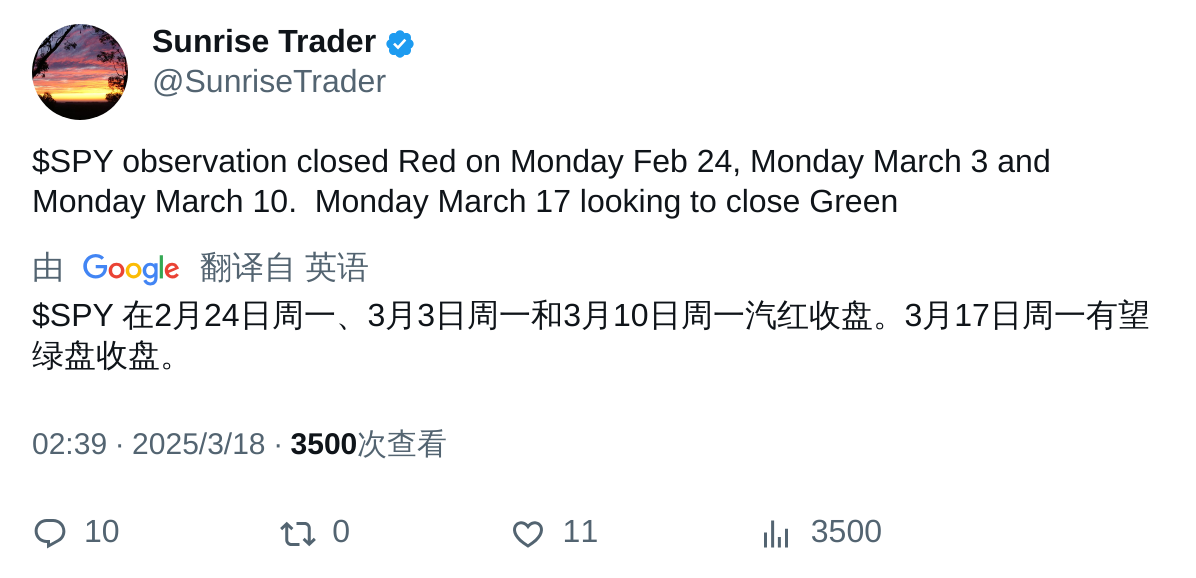 Sunrise Trader
@SunriseTrader
$SPY observation closed Red on Monday Feb 24, Monday March 3 and
Monday March 10.  Monday March 17 looking to close Green
由 Google 翻译自 英语
$SPY 在2月24日周一、3月3日周一和3月10日周一汽红收盘。3月17日周一有望
绿盘收盘。
02:39 · 2025/3/18 · 3500次查看
10 0 11 3500